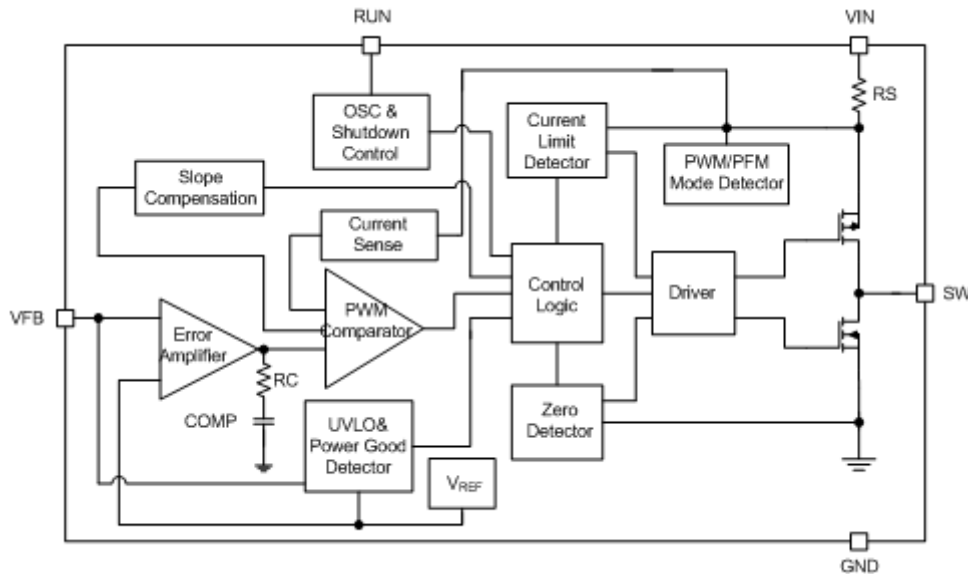 RUN
VIN
RS
OSC &
Shutdown
Control
Current
Limit
Detector
PWM/PFM
Mode Detector
Slope
Compensation
Current
Sense
PWM
Comparator
Control
Logic
Driver
SW
VFB
Error
Amplifier
RC
COMP
UVLO&
Power Good
Detector
VREF
Zero
Detector
GND